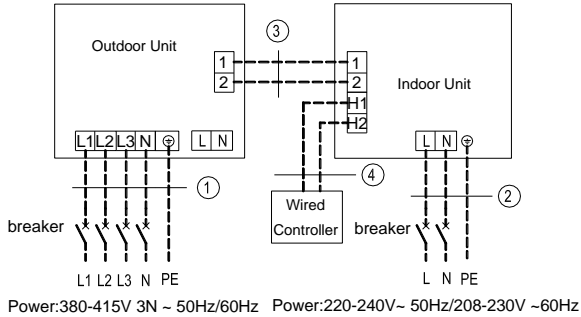 Outdoor Unit
3
1
2
1
2
H1
H2
Indoor Unit
L1 L2 L3 N L N
L N
1
4
2
Wired
Controller
breaker
breaker
L1 L2 L3 N PE
L N PE
Power:380-415V 3N ~ 50Hz/60Hz
Power:220-240V~ 50Hz/208-230V ~60Hz